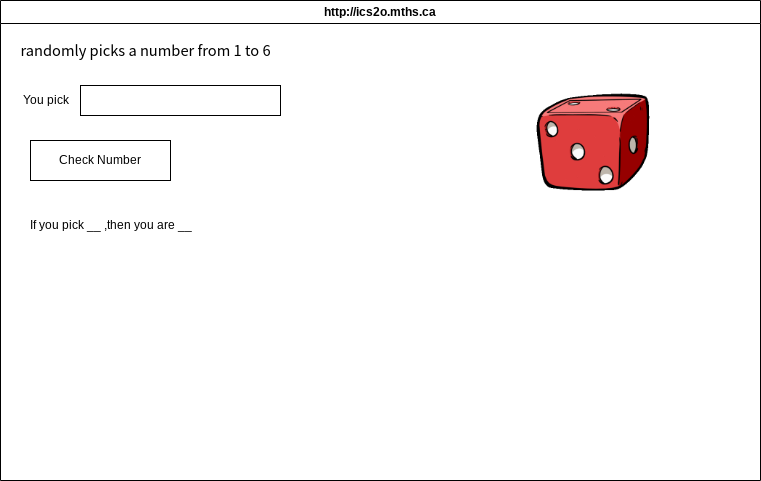 http://ics2o.mths.ca
randomly picks a number from 1 to 6
You pick
Check Number
If you pick __ ,then you are __